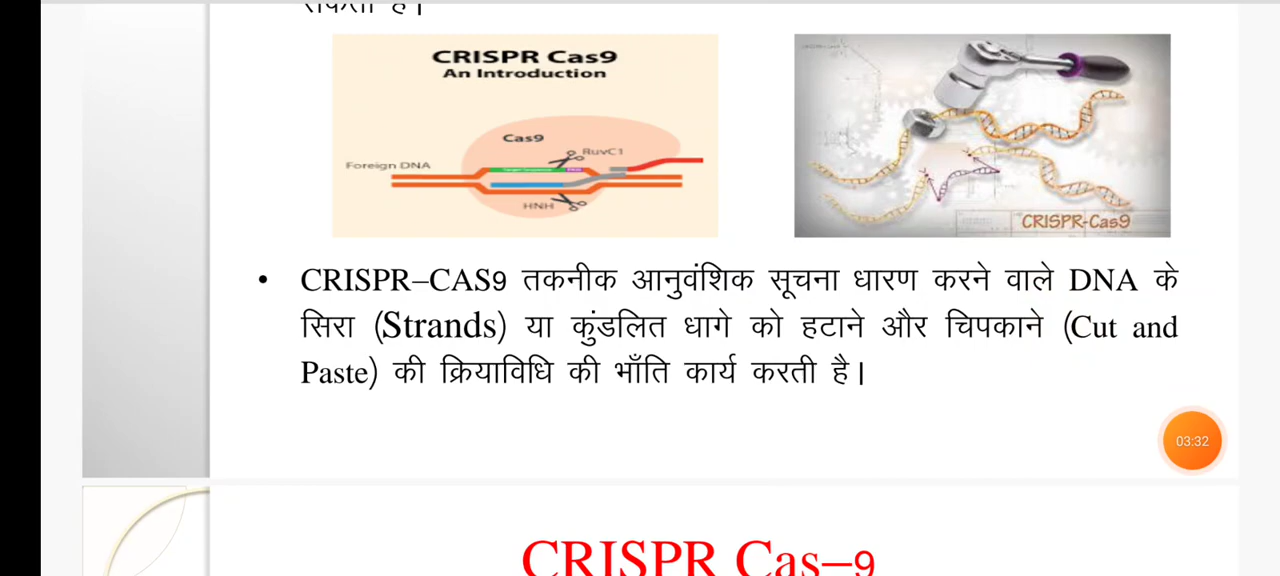 CRISPR Cas9
An Introduction
Cas9
RuvC1
Foreign DNA
HNH
CRISPR-Cas9
• CRISPR–CAS9 तकनीक आनुवंशिक सूचना धारण करने वाले DNA के
सिरा (Strands) या कुंडलित धागे को हटाने और चिपकाने (Cut and
Paste) की क्रियाविधि की भाँति कार्य करती है।
03:32
CRISPR Cas–9